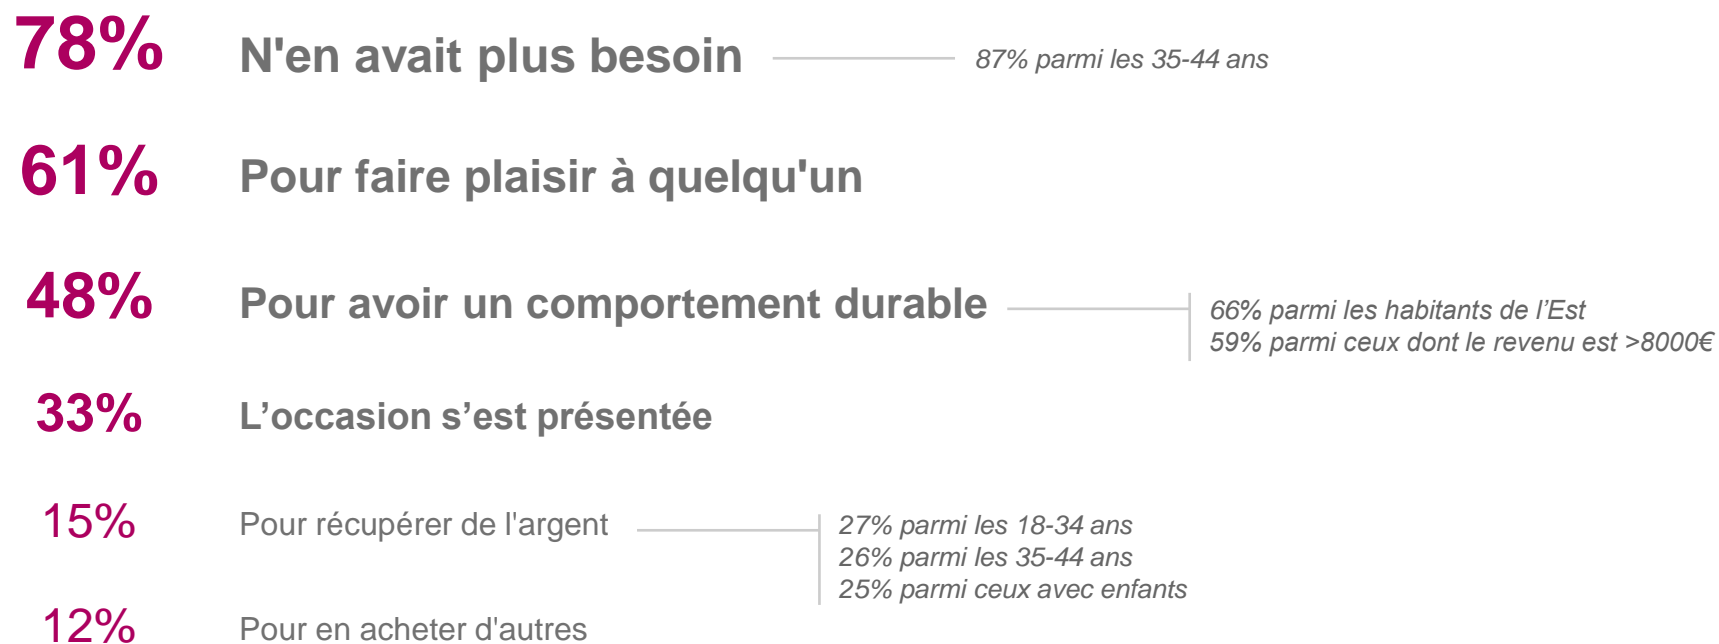 78% N'en avait plus besoin 87% parmi les 35-44 ans
61% Pour faire plaisir à quelqu'un
48% Pour avoir un comportement durable
66% parmi les habitants de l’Est
59% parmi ceux dont le revenu est >8000€
33% L’occasion s’est présentée
15% Pour récupérer de l'argent
27% parmi les 18-34 ans
26% parmi les 35-44 ans
25% parmi ceux avec enfants
12% Pour en acheter d'autres